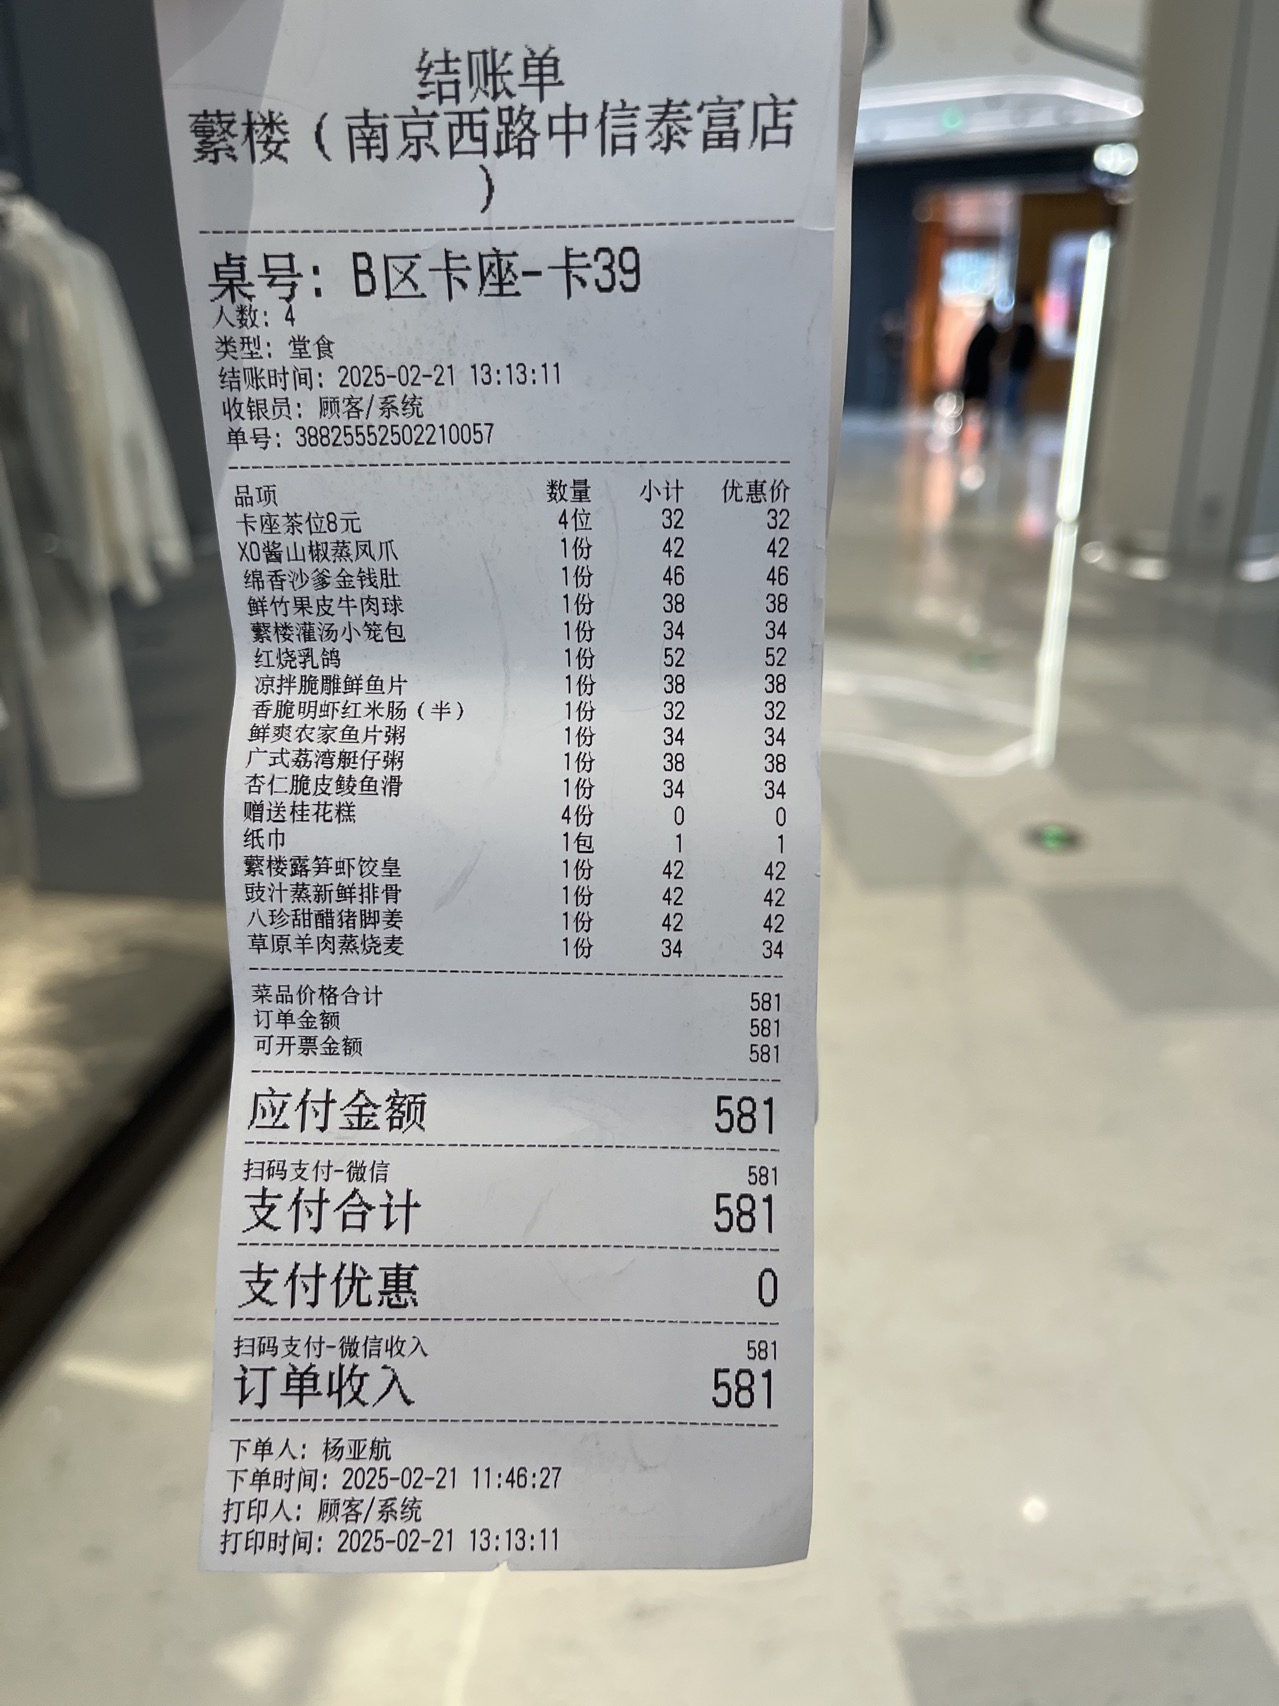 结账单
蘩楼（南京西路中信泰富店
）
桌号：B区卡座-卡39
人数：4
类型：堂食
结账时间：2025-02-21 13:13:11
收银员：顾客/系统
单号：38825552502210057
品项 数量 小计 优惠价
卡座茶位8元 4位 32 32
XO酱山椒蒸凤爪 1份 42 42
绵香沙爹金钱肚 1份 46 46
鲜竹果皮牛肉球 1份 38 38
蘩楼灌汤小笼包 1份 34 34
红烧乳鸽 1份 52 52
凉拌脆雕鲜鱼片 1份 38 38
香脆明虾红米肠（半） 1份 32 32
鲜爽农家鱼片粥 1份 34 34
广式荔湾艇仔粥 1份 38 38
杏仁脆皮鲮鱼滑 1份 34 34
赠送桂花糕 4份 0 0
纸巾 1包 1 1
蘩楼露笋虾饺皇 1份 42 42
豉汁蒸新鲜排骨 1份 42 42
八珍甜醋猪脚姜 1份 42 42
草原羊肉蒸烧麦 1份 34 34
菜品价格合计 581
订单金额 581
可开票金额 581
应付金额 581
扫码支付-微信 581
支付合计 581
支付优惠 0
扫码支付-微信收入 581
订单收入 581
下单人：杨亚航
下单时间：2025-02-21 11:46:27
打印人：顾客/系统
打印时间：2025-02-21 13:13:11